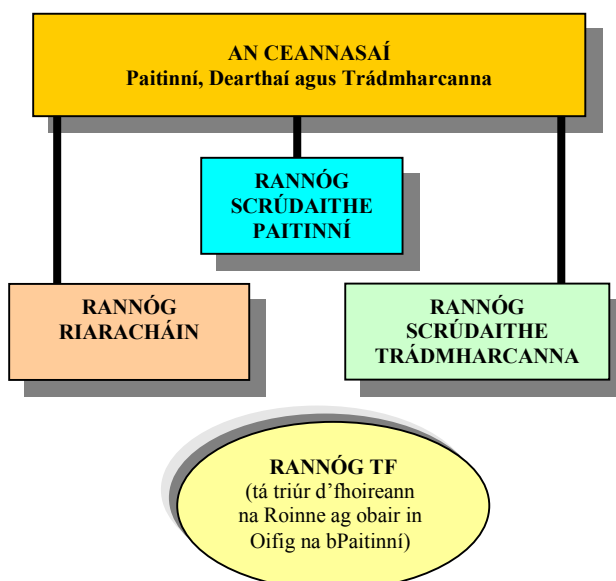 AN CEANNASAÍ
Paitinní, Dearthaí agus Trádmharcanna
RANNÓG
SCRÚDAITHE
PAITINNÍ
RANNÓG
RIARACHÁIN
RANNÓG
SCRÚDAITHE
TRÁDMHARCANNA
RANNÓG TF
(tá triúr d’fhoireann
na Roinne ag obair in
Oifig na bPaitinní)